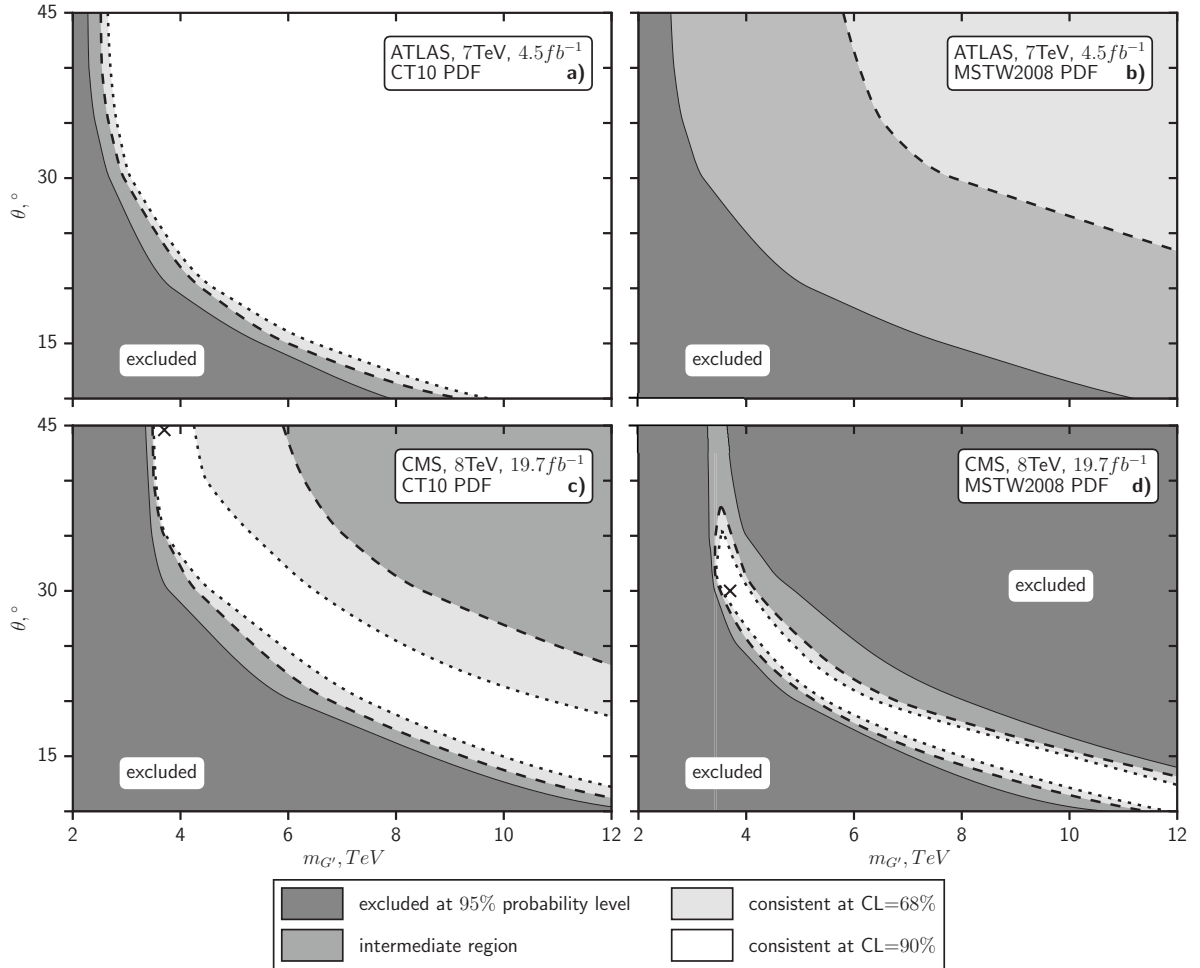 45
30
15
θ, °
ATLAS, 7TeV, 4.5fb⁻¹
CT10 PDF a)
excluded
ATLAS, 7TeV, 4.5fb⁻¹
MSTW2008 PDF b)
excluded
45
30
15
θ, °
CMS, 8TeV, 19.7fb⁻¹
CT10 PDF c)
excluded
2 4 6 8 10 12
m_{G′}, TeV
CMS, 8TeV, 19.7fb⁻¹
MSTW2008 PDF d)
excluded
excluded
2 4 6 8 10 12
m_{G′}, TeV
excluded at 95% probability level
intermediate region
consistent at CL=68%
consistent at CL=90%